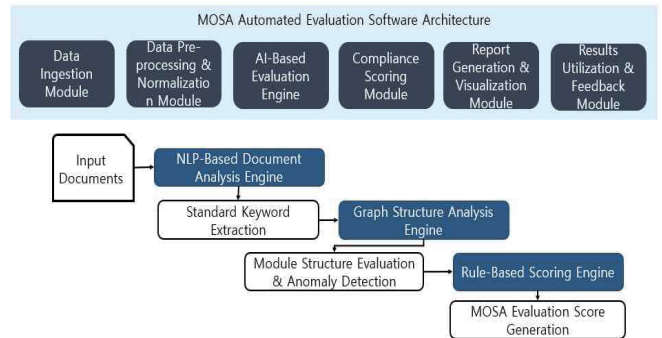 MOSA Automated Evaluation Software Architecture
Data
Ingestion
Module
Data Pre-
processing &
Normalizatio
n Module
AI-Based
Evaluation
Engine
Compliance
Scoring
Module
Report
Generation &
Visualization
Module
Results
Utilization &
Feedback
Module
Input
Documents
NLP-Based Document
Analysis Engine
Standard Keyword
Extraction
Graph Structure Analysis
Engine
Module Structure Evaluation
& Anomaly Detection
Rule-Based Scoring Engine
MOSA Evaluation Score
Generation